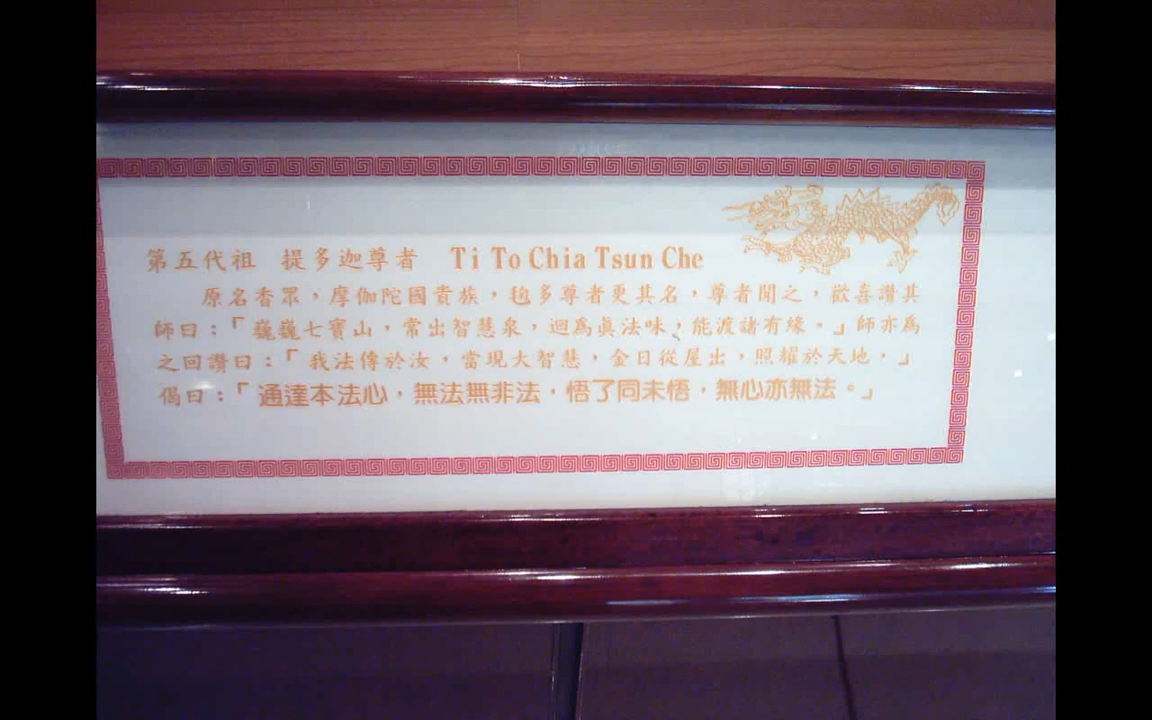 第五代祖 提多迦尊者 Ti To Chia Tsun Che
原名香眾，摩伽陀國貴族，毱多尊者更其名，尊者聞之，歡喜讚其
師曰：「巍巍七寶山，常出智慧泉，迴為眞法味，能渡諸有緣。」師亦為
之回讚曰：「我法傳於汝，當現大智慧，金日從屋出，照耀於天地。」
偈曰：「通達本法心，無法無非法，悟了同未悟，無心亦無法。」